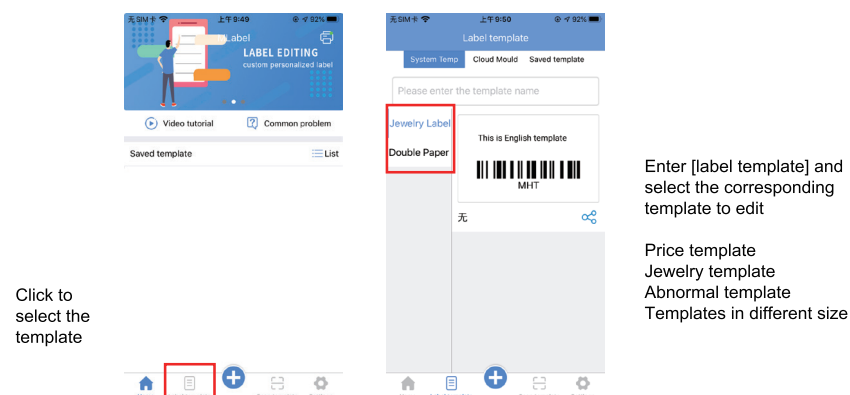 无SIM卡 上午9:49 92%
Label
LABEL EDITING
custom personalized label
Video tutorial
Common problem
Saved template
List
Click to
select the
template
无SIM卡 上午9:50 92%
Label template
System Temp
Cloud Mould
Saved template
Please enter the template name
Jewelry Label
Double Paper
This is English template
MHT
无
Enter [label template] and
select the corresponding
template to edit
Price template
Jewelry template
Abnormal template
Templates in different size